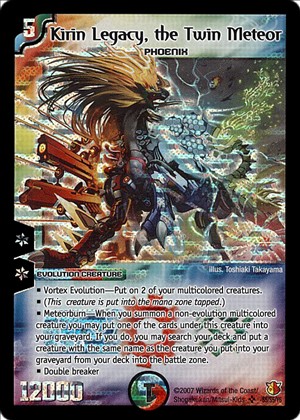 5
Kirin Legacy, the Twin Meteor
PHOENIX
illus. Toshiaki Takayama
EVOLUTION CREATURE
▪ Vortex Evolution—Put on 2 of your multicolored creatures.
▪ (This creature is put into the mana zone tapped.)
▪ Meteorburn—When you summon a non-evolution multicolored
creature you may put one of the cards under this creature into
your graveyard. If you do, you may search your deck and put a
creature with the same name as the creature you put into your
graveyard from your deck into the battle zone.
▪ Double breaker
12000
©2007 Wizards of the Coast/
Shogakukan/Mitsui-Kids